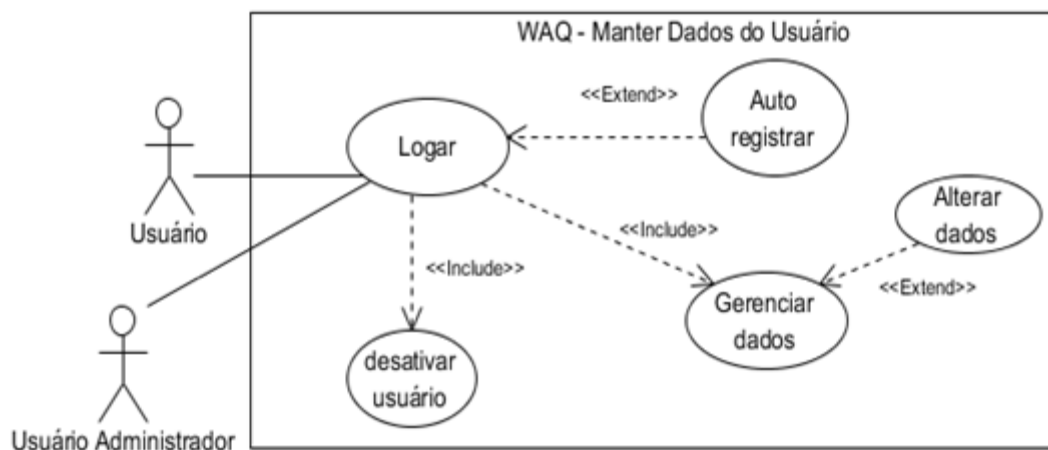 WAQ - Manter Dados do Usuário
<<Extend>>
Auto
registrar
Logar
Usuário
Alterar
dados
<<Include>>
<<Include>>
<<Extend>>
Gerenciar
dados
desativar
usuário
Usuário Administrador